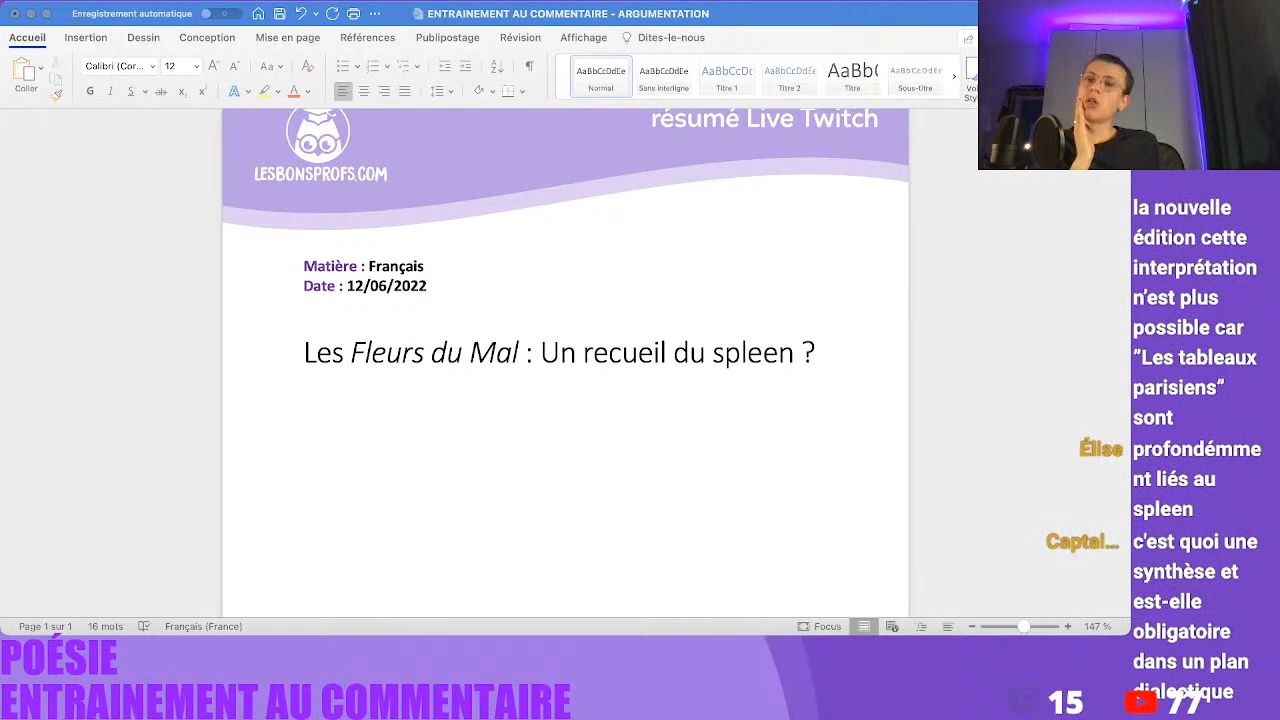 Enregistrement automatique
ENTRAINEMENT AU COMMENTAIRE - ARGUMENTATION
Accueil Insertion Dessin Conception Mise en page Références Publipostage Révision Affichage Dites-le-nous
Coller
Calibri (Cor... 12
G I S ab x₂ x²
AaBbCcDdEe AaBbCcDdEe AaBbCcDc AaBbCcDdEe AaBb( AaBbCcDdEe
Normal Sans interligne Titre 1 Titre 2 Titre Sous-titre
résumé Live Twitch
LESBONSPROFS.COM
Matière : Français
Date : 12/06/2022
Les Fleurs du Mal : Un recueil du spleen ?
la nouvelle
édition cette
interprétation
n'est plus
possible car
"Les tableaux
parisiens"
sont
Élise profondémme
nt liés au
spleen
Captal... c'est quoi une
synthèse et
est-elle
obligatoire
dans un plan
dialectique
Page 1 sur 1 16 mots Français (France) Focus 147 %
POÉSIE
ENTRAINEMENT AU COMMENTAIRE
15 77